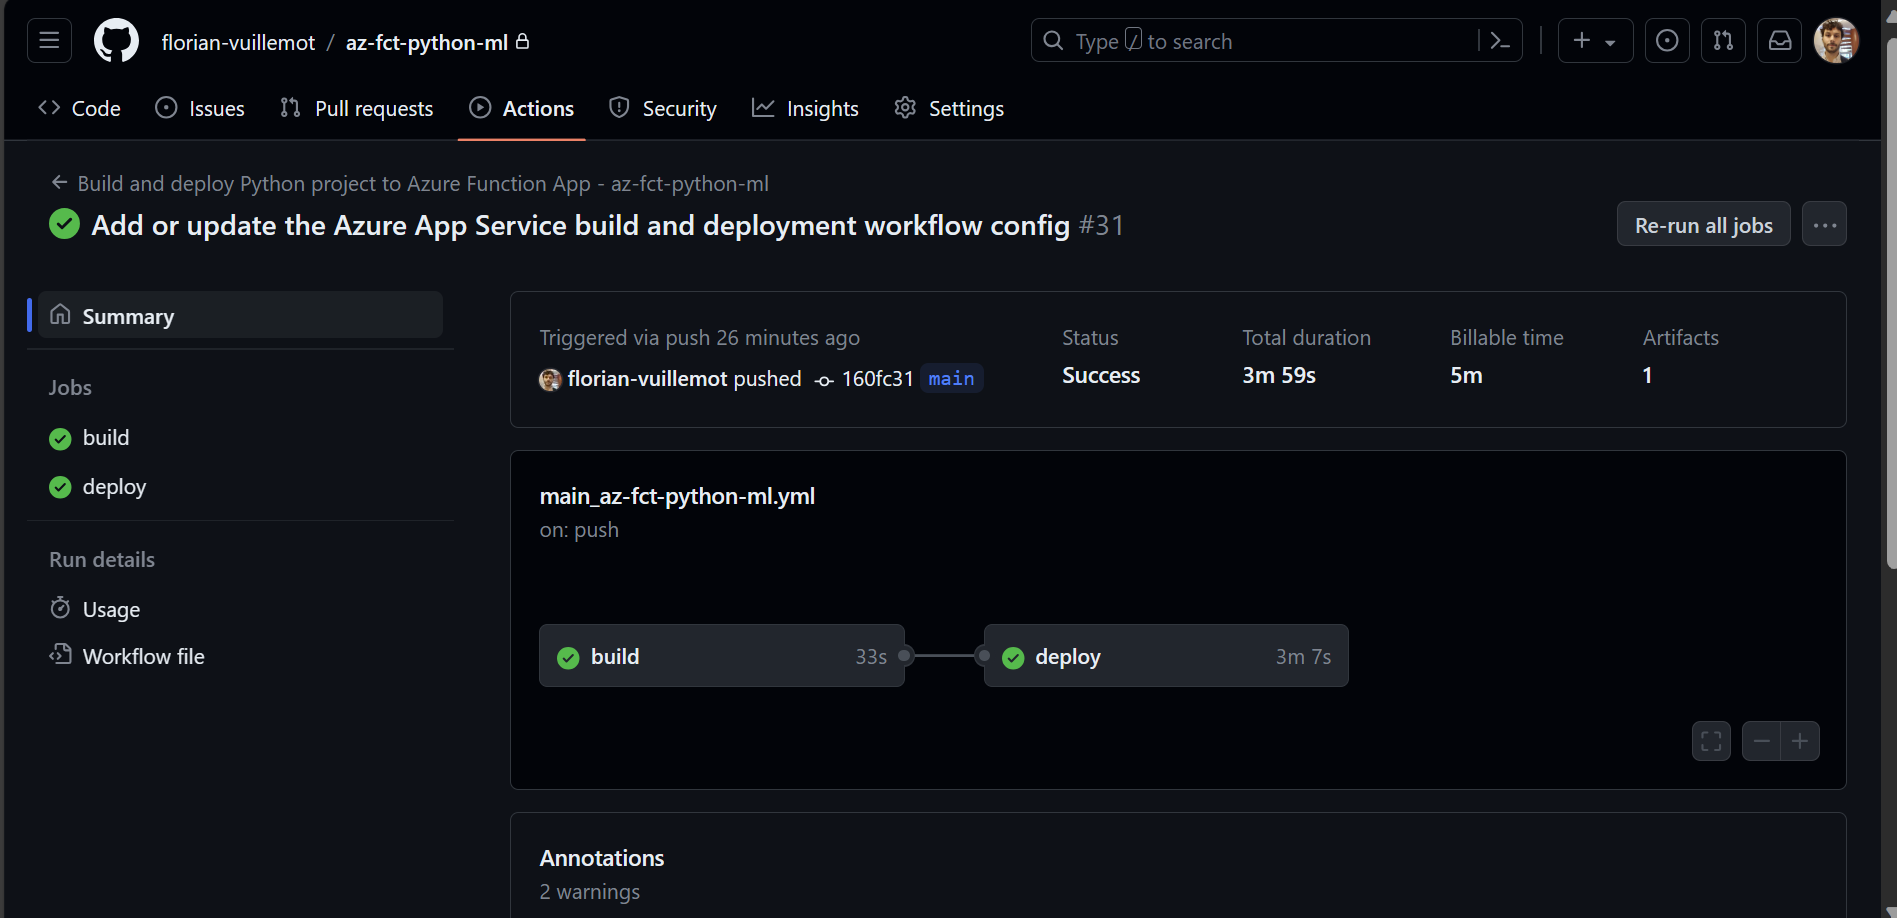 florian-vuillemot / az-fct-python-ml
Type / to search
Code Issues Pull requests Actions Security Insights Settings
Build and deploy Python project to Azure Function App - az-fct-python-ml
Add or update the Azure App Service build and deployment workflow config #31
Re-run all jobs
Summary
Jobs
build
deploy
Run details
Usage
Workflow file
Triggered via push 26 minutes ago
florian-vuillemot pushed 160fc31 main
Status
Success
Total duration
3m 59s
Billable time
5m
Artifacts
1
main_az-fct-python-ml.yml
on: push
build 33s
deploy 3m 7s
Annotations
2 warnings